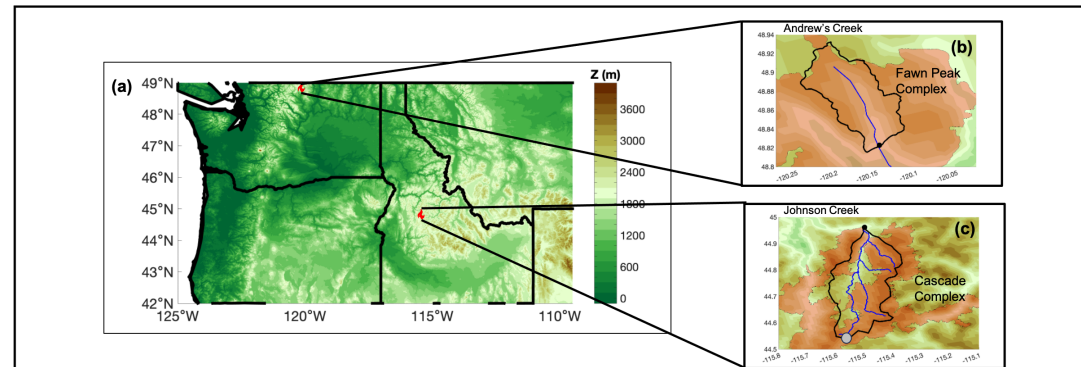 (a)
49°N
48°N
47°N
46°N
45°N
44°N
43°N
42°N
125°W
120°W
115°W
110°W
Z (m)
3600
3000
2400
1800
1200
600
0
Andrew's Creek
(b)
Fawn Peak
Complex
48.94
48.92
48.9
48.88
48.86
48.84
48.82
48.8
-120.25
-120.2
-120.15
-120.1
-120.05
Johnson Creek
(c)
Cascade
Complex
45
44.9
44.8
44.7
44.6
44.5
-115.8
-115.7
-115.6
-115.5
-115.4
-115.3
-115.2
-115.1